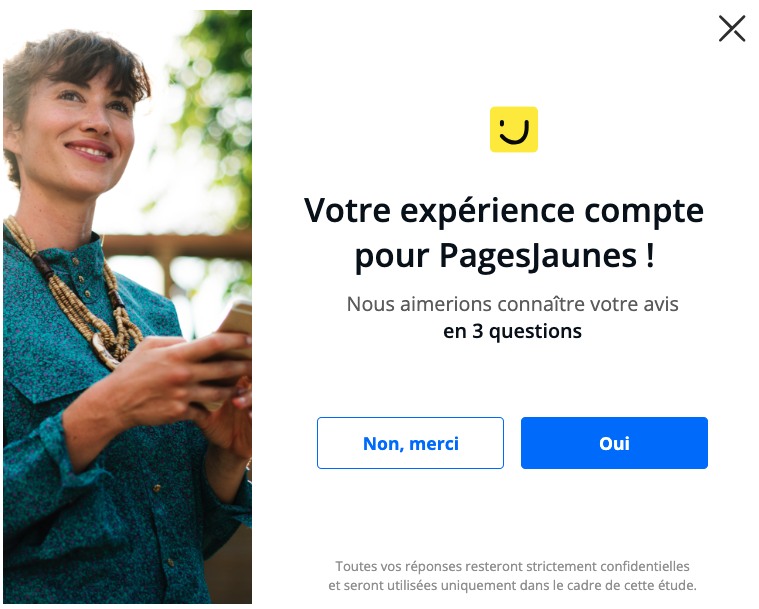 Votre expérience compte
pour PagesJaunes !
Nous aimerions connaître votre avis
en 3 questions
Non, merci
Oui
Toutes vos réponses resteront strictement confidentielles
et seront utilisées uniquement dans le cadre de cette étude.